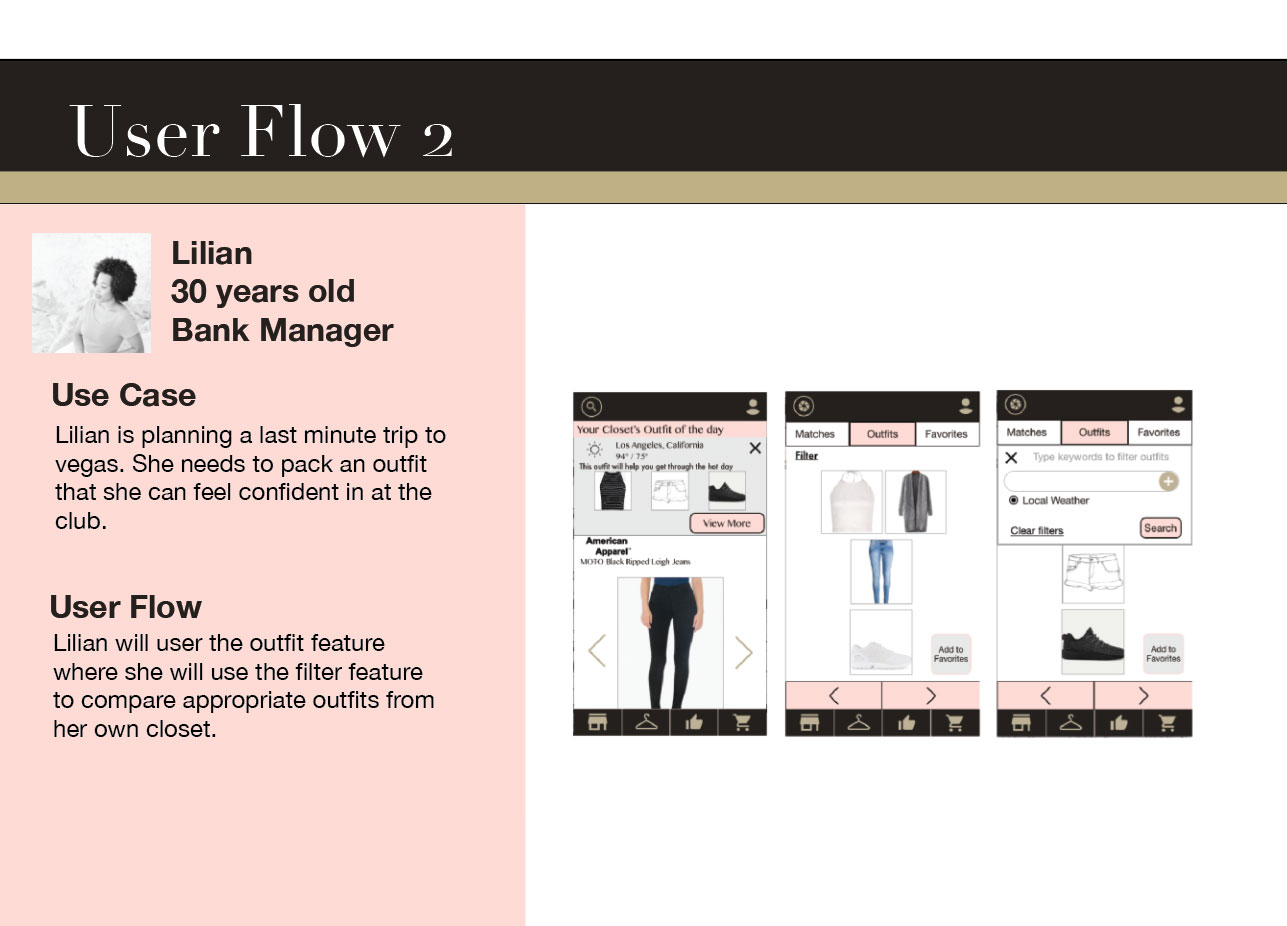 User Flow 2
Lilian
30 years old
Bank Manager
Use Case
Lilian is planning a last minute trip to
vegas. She needs to pack an outfit
that she can feel confident in at the
club.
User Flow
Lilian will user the outfit feature
where she will use the filter feature
to compare appropriate outfits from
her own closet.
Your Closet's Outfit of the day
Los Angeles, California
94° / 75°
This outfit will help you get through the hot day
View More
American
Apparel™
MOTO Black Ripped Leigh Jeans
Matches Outfits Favorites
Filter
Add to
Favorites
Matches Outfits Favorites
Type keywords to filter outfits
Local Weather
Clear filters Search
Add to
Favorites